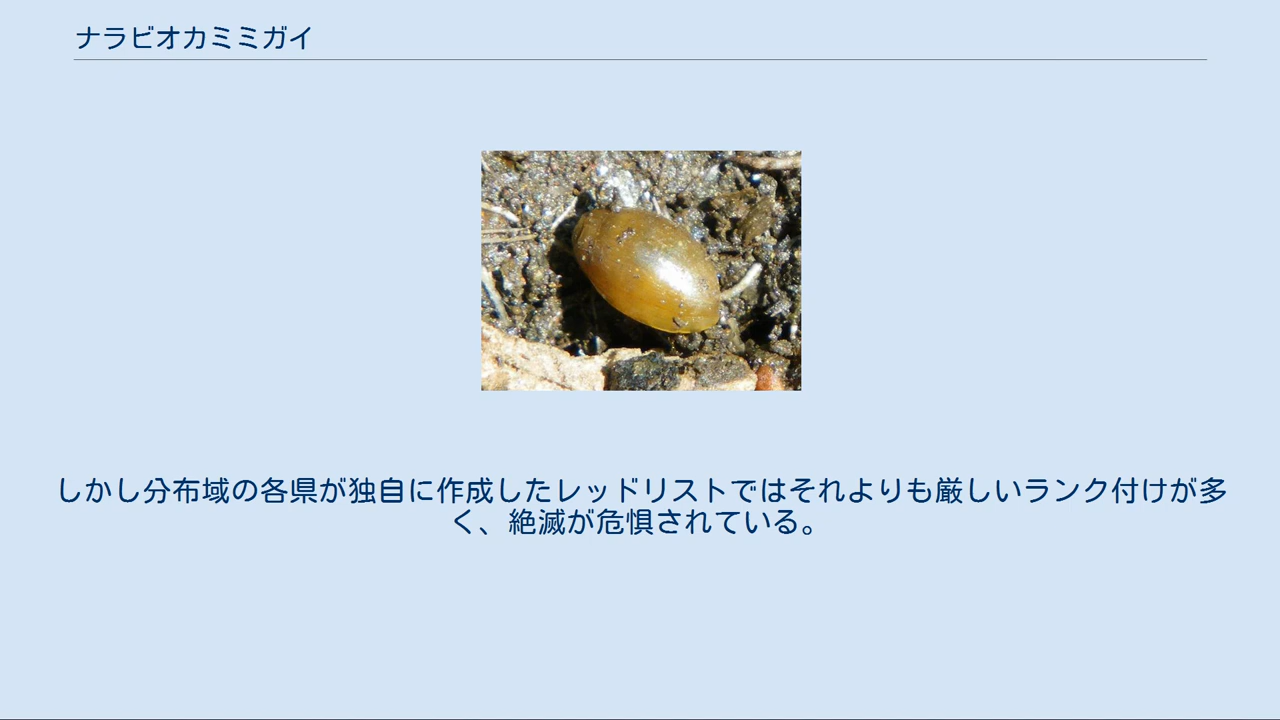 ナラビオカミミガイ
しかし分布域の各県が独自に作成したレッドリストではそれよりも厳しいランク付けが多
く、絶滅が危惧されている。